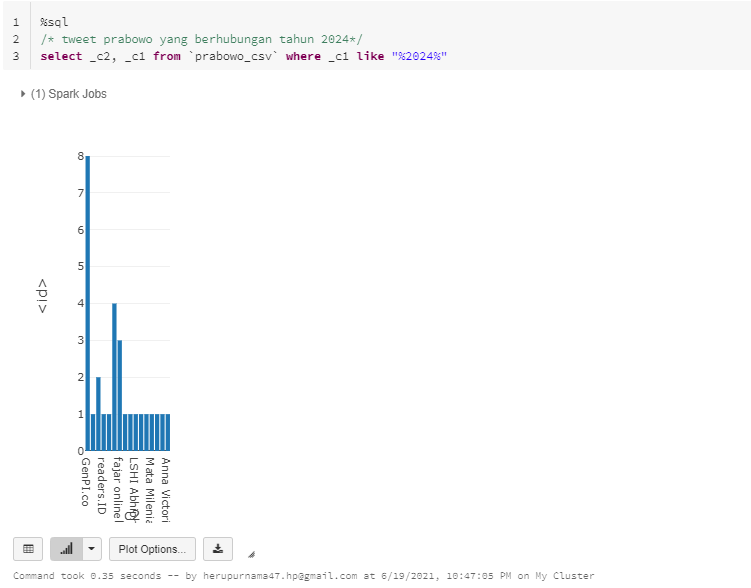 1 %sql
2 /* tweet prabowo yang berhubungan tahun 2024*/
3 select _c2, _c1 from `prabowo_csv` where _c1 like "%2024%"
(1) Spark Jobs
8
7
6
5
4
3
2
1
0
<id>
GenPI.co
readers.ID
fajar onlinel
LSHI
Mata Milenia
Anna Victori
Plot Options...
Command took 0.35 seconds -- by herupurnama47.hp@gmail.com at 6/19/2021, 10:47:05 PM on My Cluster